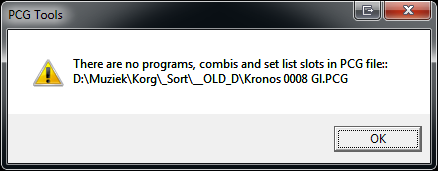 PCG Tools
There are no programs, combis and set list slots in PCG file::
D:\Muziek\Korg\_Sort\__OLD_D\Kronos 0008 GI.PCG
OK